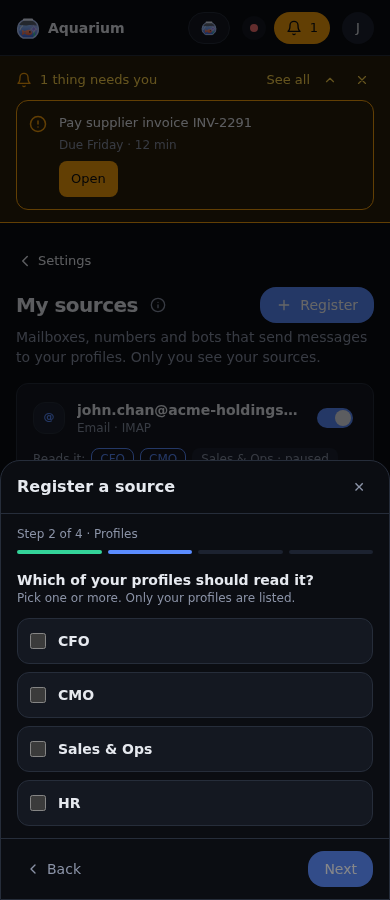 Aquarium
1
J
1 thing needs you
See all
Pay supplier invoice INV-2291
Due Friday · 12 min
Open
Settings
My sources
Register
Mailboxes, numbers and bots that send messages
to your profiles. Only you see your sources.
@
john.chan@acme-holdings...
Email · IMAP
Reads it: CFO CMO Sales & Ops · paused
Register a source
Step 2 of 4 · Profiles
Which of your profiles should read it?
Pick one or more. Only your profiles are listed.
CFO
CMO
Sales & Ops
HR
Back
Next